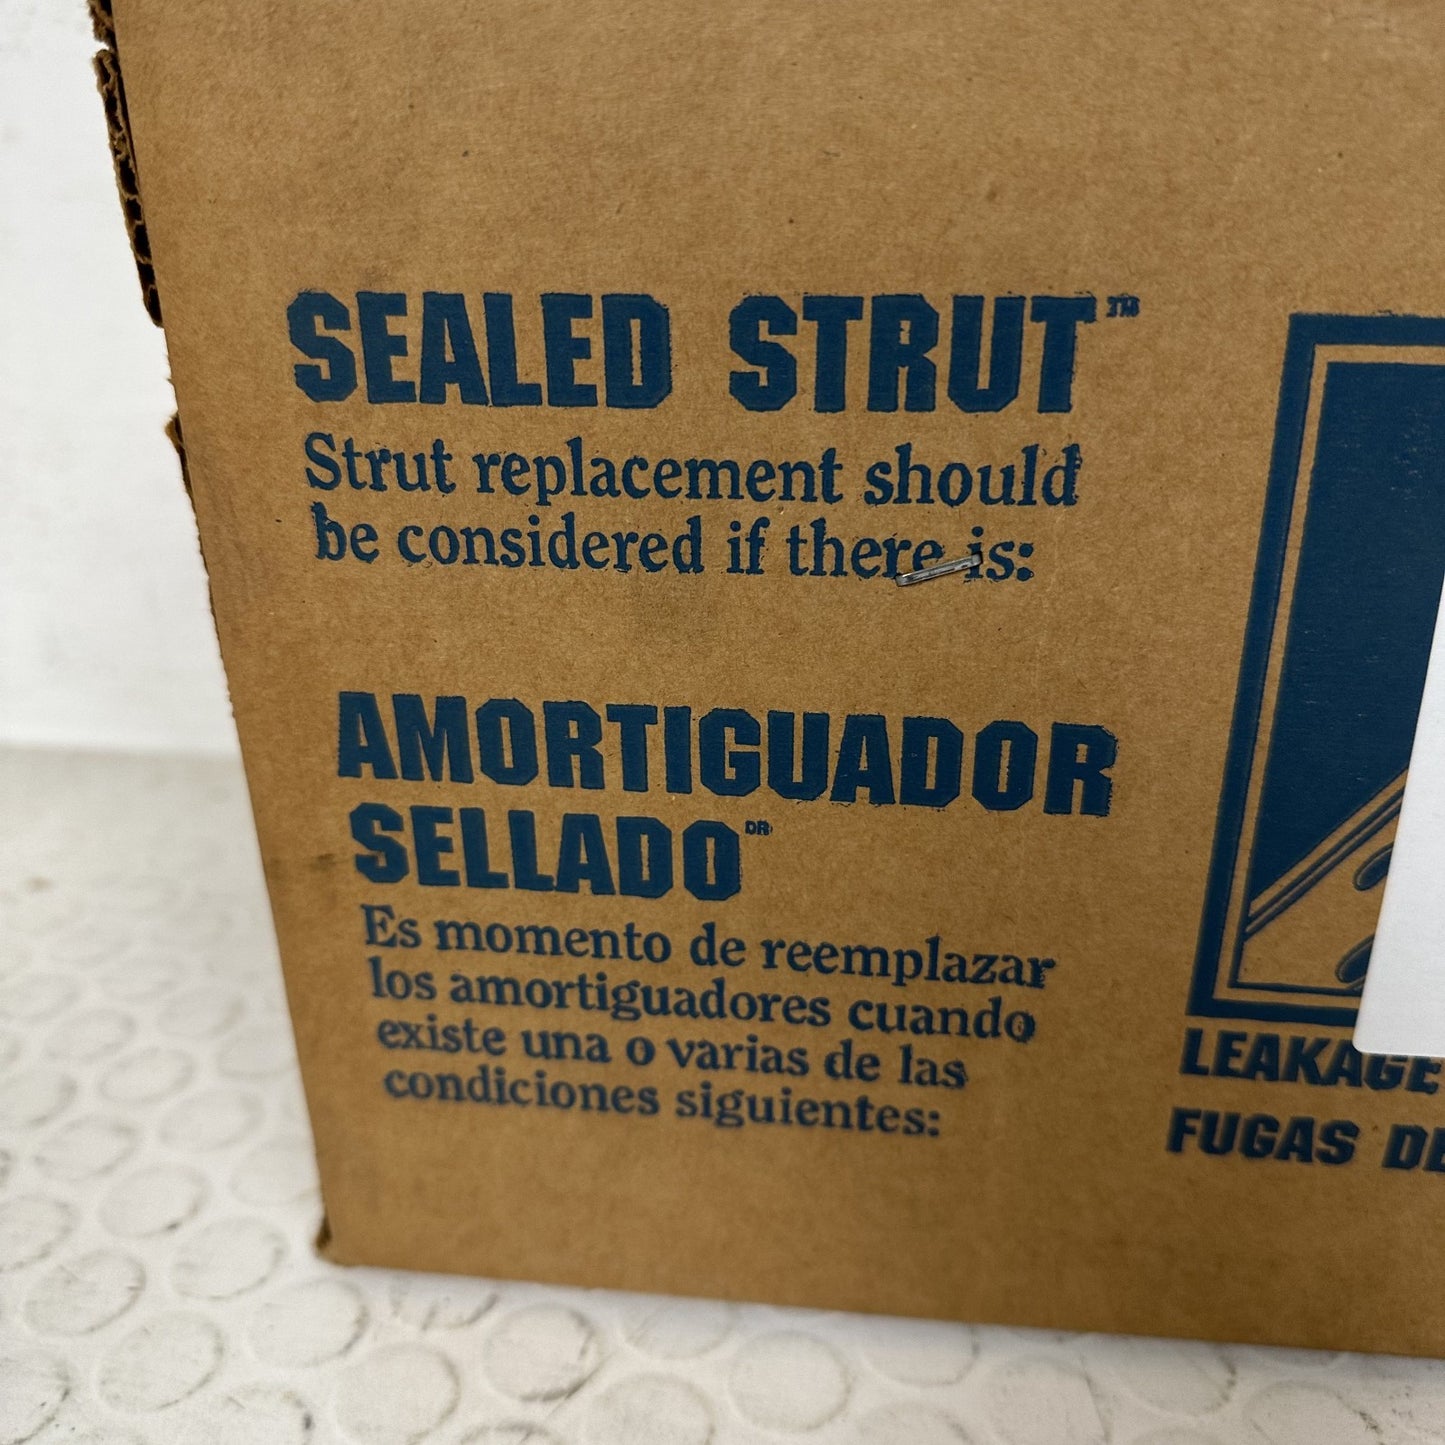 SEALED STRUT™
Strut replacement should
be considered if there is:
AMORTIGUADOR
SELLADO DR
Es momento de reemplazar
los amortiguadores cuando
existe una o varias de las
condiciones siguientes:
LEAKAGE
FUGAS DE